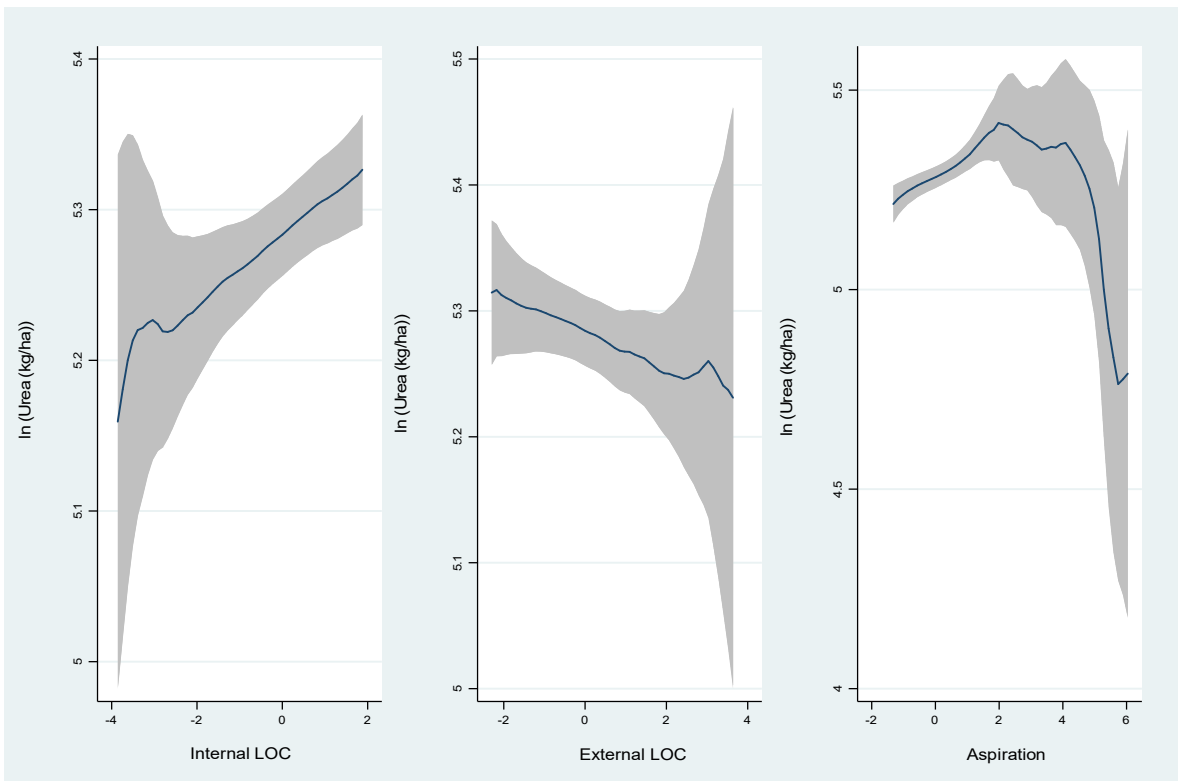 ln (Urea (kg/ha))
5.4
5.3
5.2
5.1
5
-4 -2 0 2
Internal LOC
ln (Urea (kg/ha))
5.5
5.4
5.3
5.2
5.1
5
-2 0 2 4
External LOC
ln (Urea (kg/ha))
5.5
5
4.5
4
-2 0 2 4 6
Aspiration